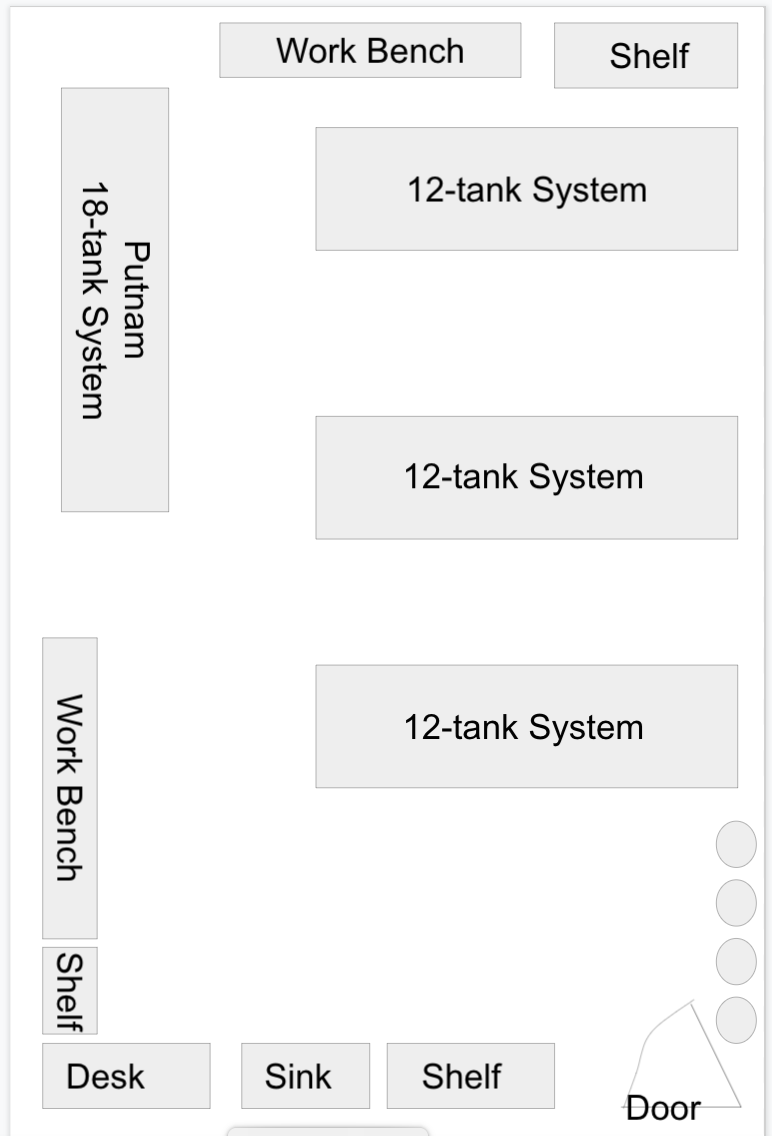 Work Bench
Shelf
12-tank System
Putnam
18-tank System
12-tank System
12-tank System
Work Bench
Shelf
Desk
Sink
Shelf
Door